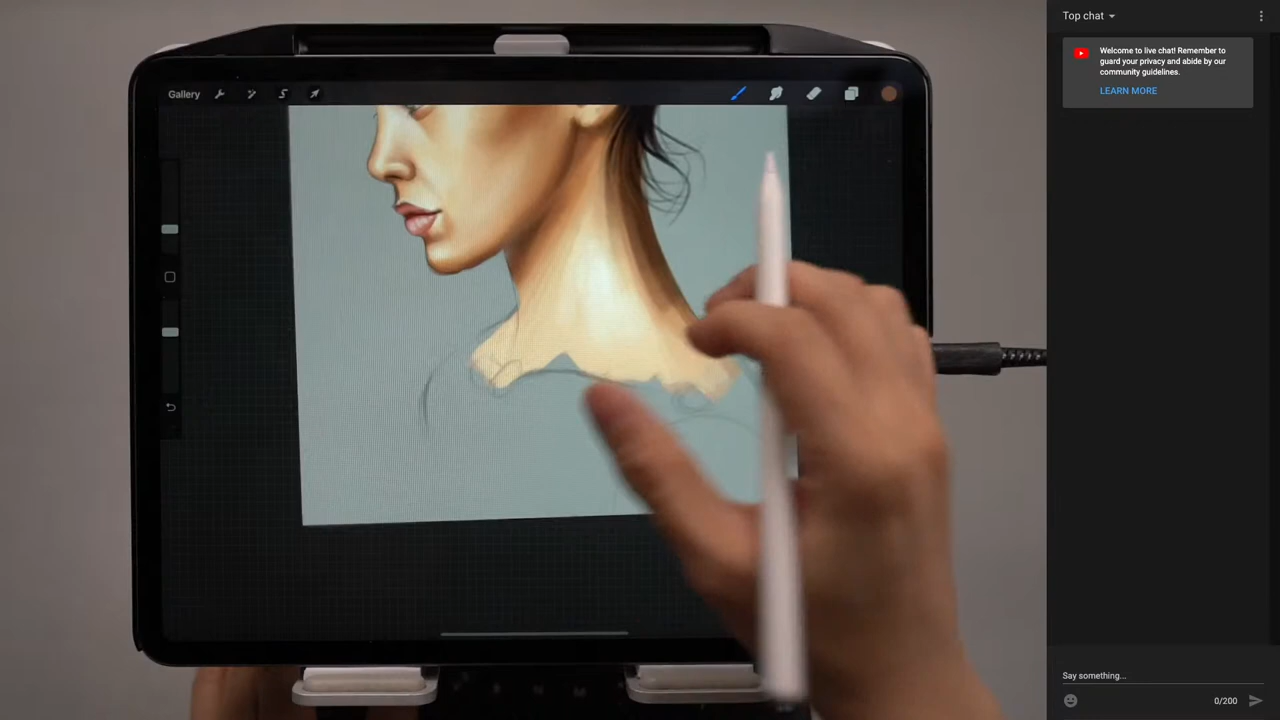 Top chat
Welcome to live chat! Remember to
guard your privacy and abide by our
community guidelines.
LEARN MORE
Gallery
Say something...
0/200